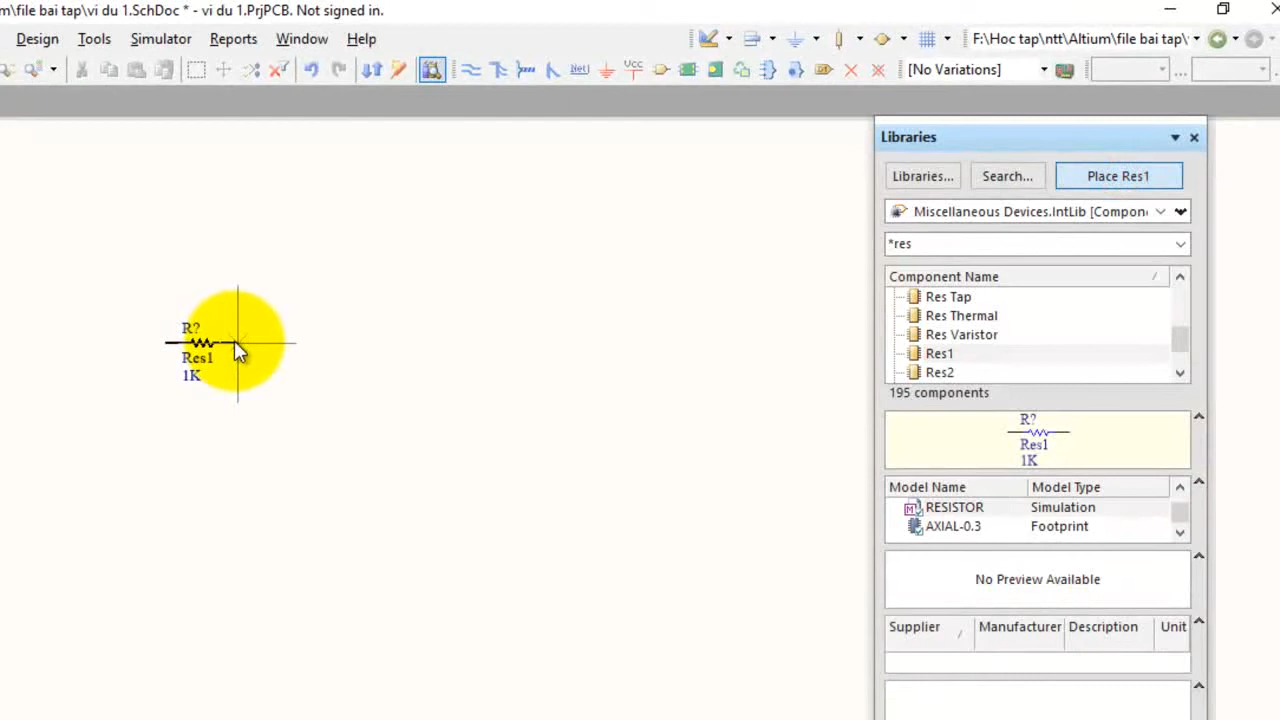 m\file bai tap\vi du 1.SchDoc * - vi du 1.PrjPCB. Not signed in.
Design Tools Simulator Reports Window Help
F:\Hoc tap\ntt\Altium\file bai tap\
Net Vcc [No Variations] ...
Libraries
Libraries... Search... Place Res1
Miscellaneous Devices.IntLib [Compon
*res
Component Name /
Res Tap
Res Thermal
Res Varistor
Res1
Res2
195 components
R?
Res1
1K
R?
Res1
1K
Model Name Model Type
RESISTOR Simulation
AXIAL-0.3 Footprint
No Preview Available
Supplier / Manufacturer Description Unit